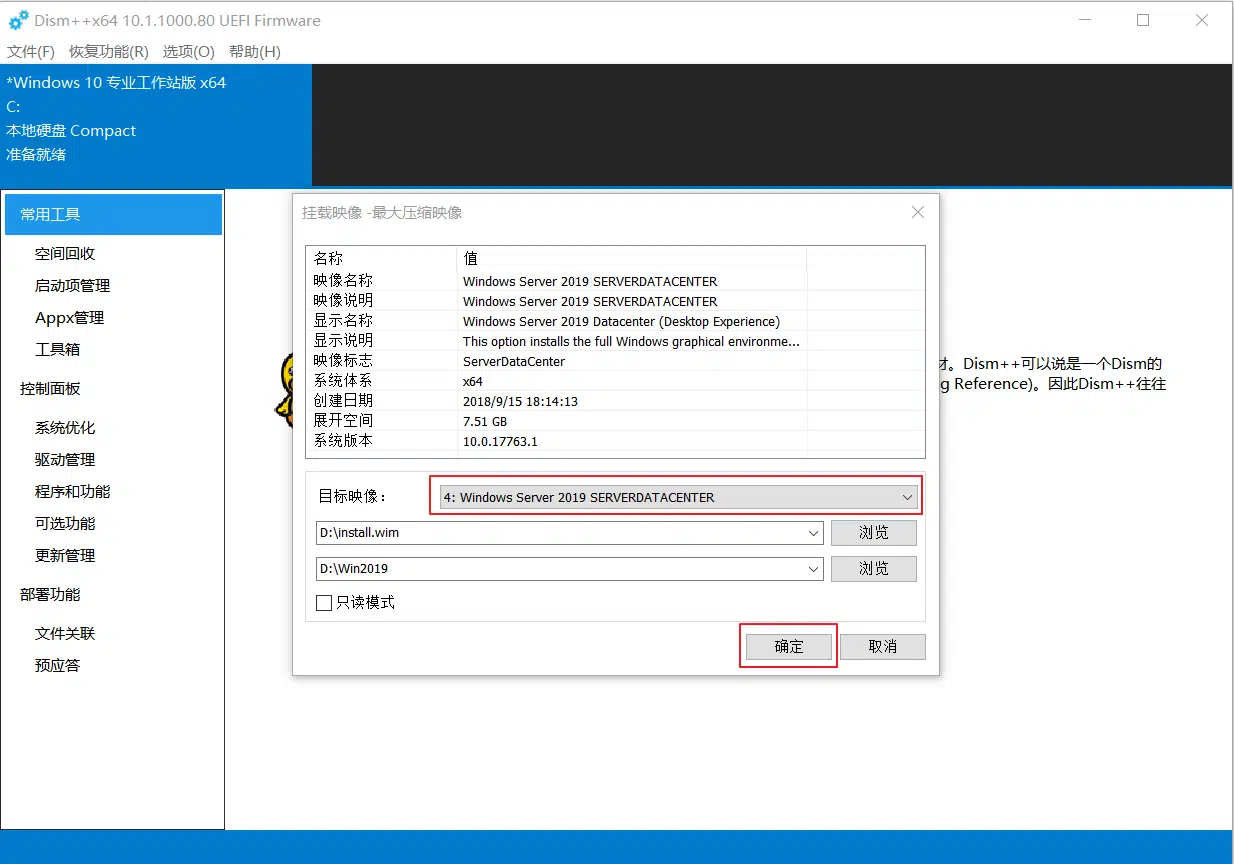 Dism++x64 10.1.1000.80 UEFI Firmware
文件(F) 恢复功能(R) 选项(O) 帮助(H)
*Windows 10 专业工作站版 x64
C:
本地硬盘 Compact
准备就绪
常用工具
空间回收
启动项管理
Appx管理
工具箱
控制面板
系统优化
驱动管理
程序和功能
可选功能
更新管理
部署功能
文件关联
预应答
挂载映像 -最大压缩映像
名称 值
映像名称 Windows Server 2019 SERVERDATACENTER
映像说明 Windows Server 2019 SERVERDATACENTER
显示名称 Windows Server 2019 Datacenter (Desktop Experience)
显示说明 This option installs the full Windows graphical environme...
映像标志 ServerDataCenter
系统体系 x64
创建日期 2018/9/15 18:14:13
展开空间 7.51 GB
系统版本 10.0.17763.1
目标映像： 4: Windows Server 2019 SERVERDATACENTER
D:\install.wim 浏览
D:\Win2019 浏览
只读模式
确定 取消
。Dism++可以说是一个Dism的
g Reference)。因此Dism++往往